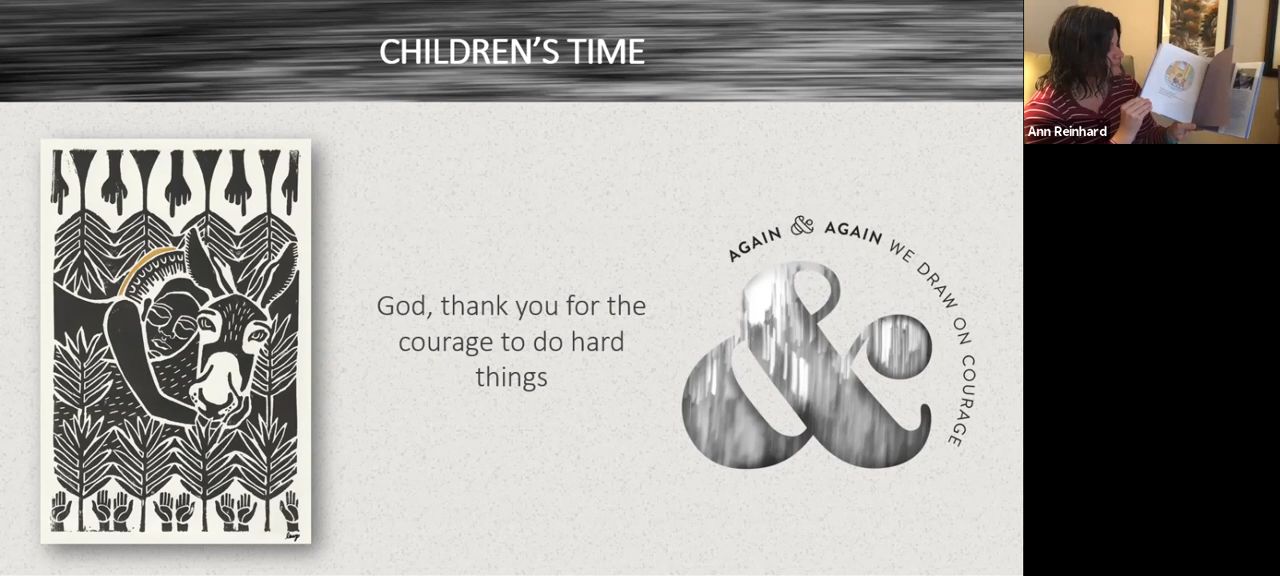 CHILDREN'S TIME
God, thank you for the
courage to do hard
things
AGAIN & AGAIN WE DRAW ON COURAGE
&
Ann Reinhard